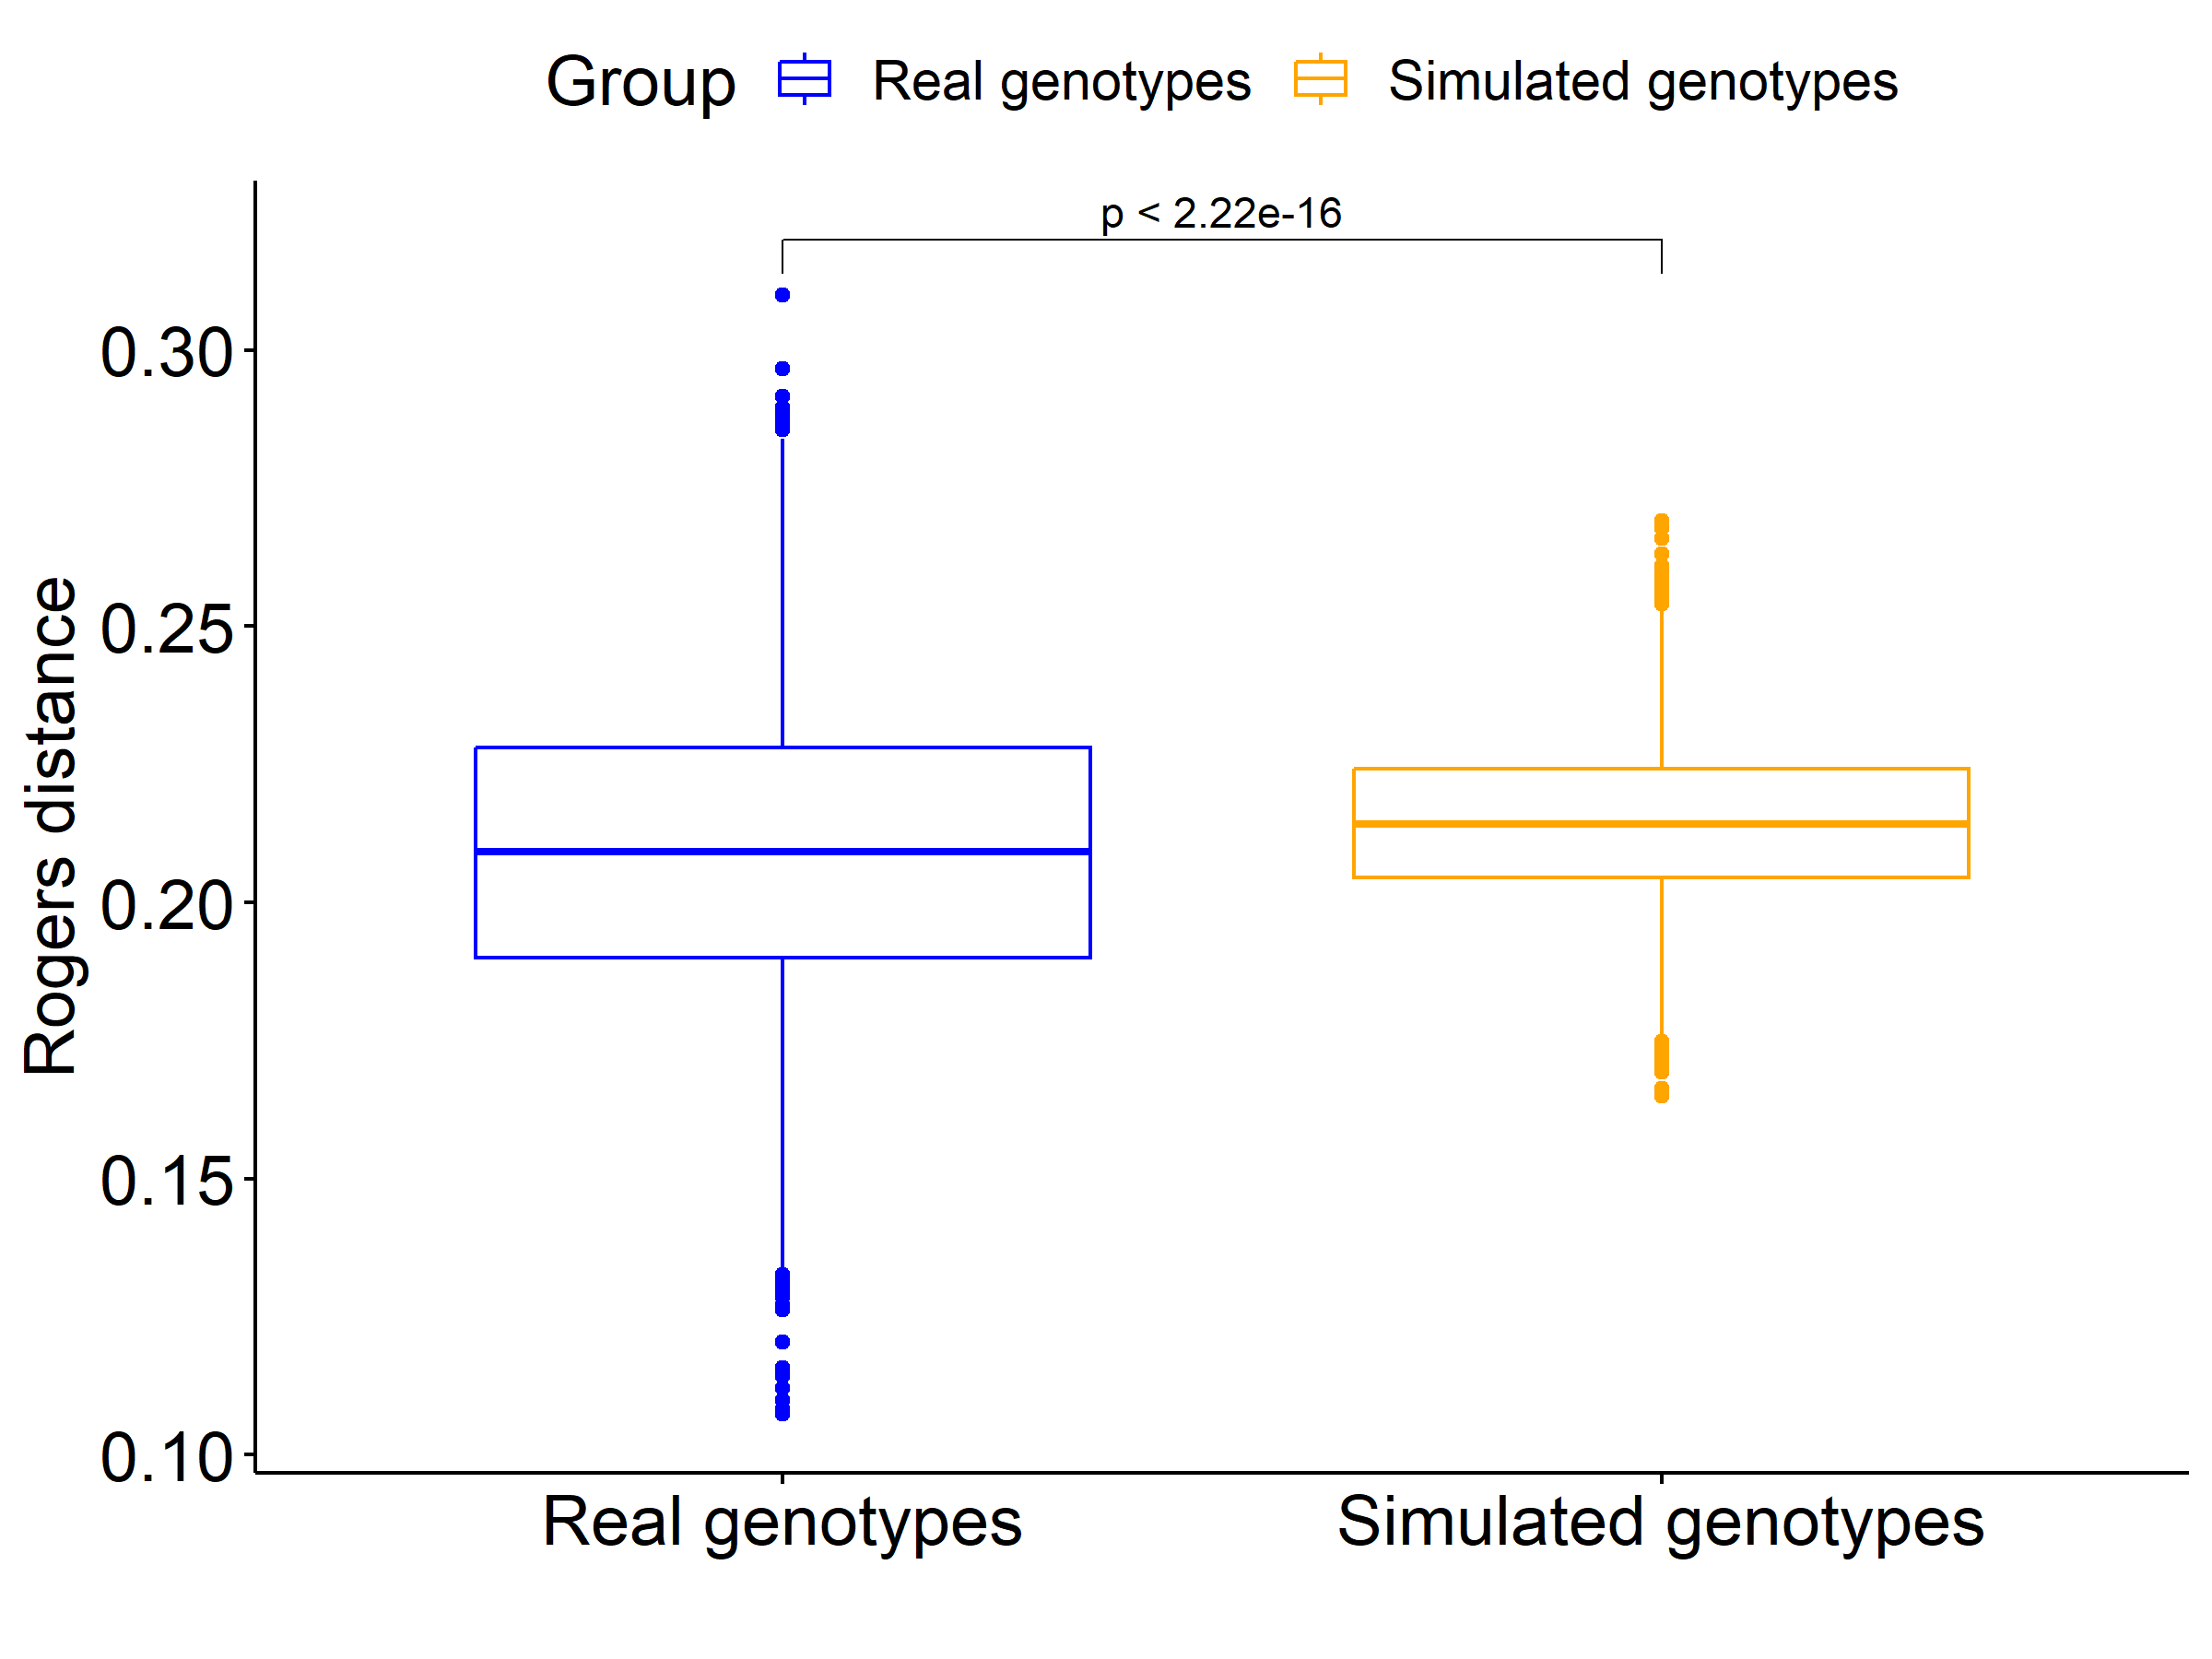 Group Real genotypes Simulated genotypes
p < 2.22e-16
0.30
0.25
0.20
0.15
0.10
Rogers distance
Real genotypes Simulated genotypes